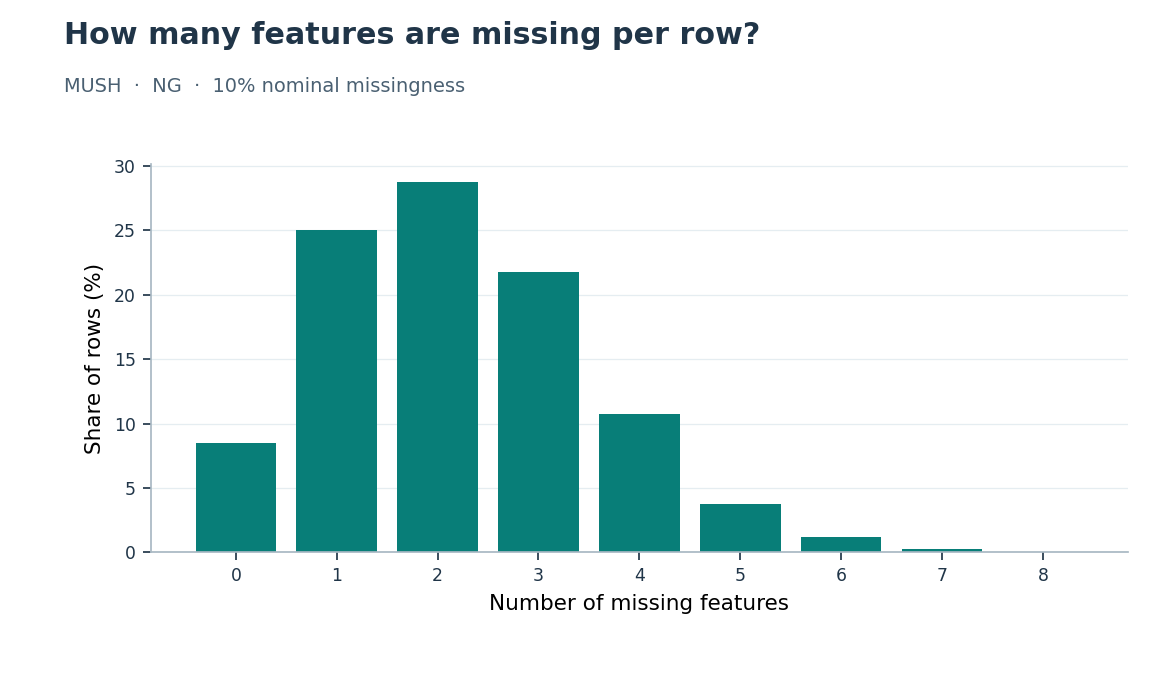 How many features are missing per row?
MUSH · NG · 10% nominal missingness
30
25
20
15
10
5
0
Share of rows (%)
0 1 2 3 4 5 6 7 8
Number of missing features